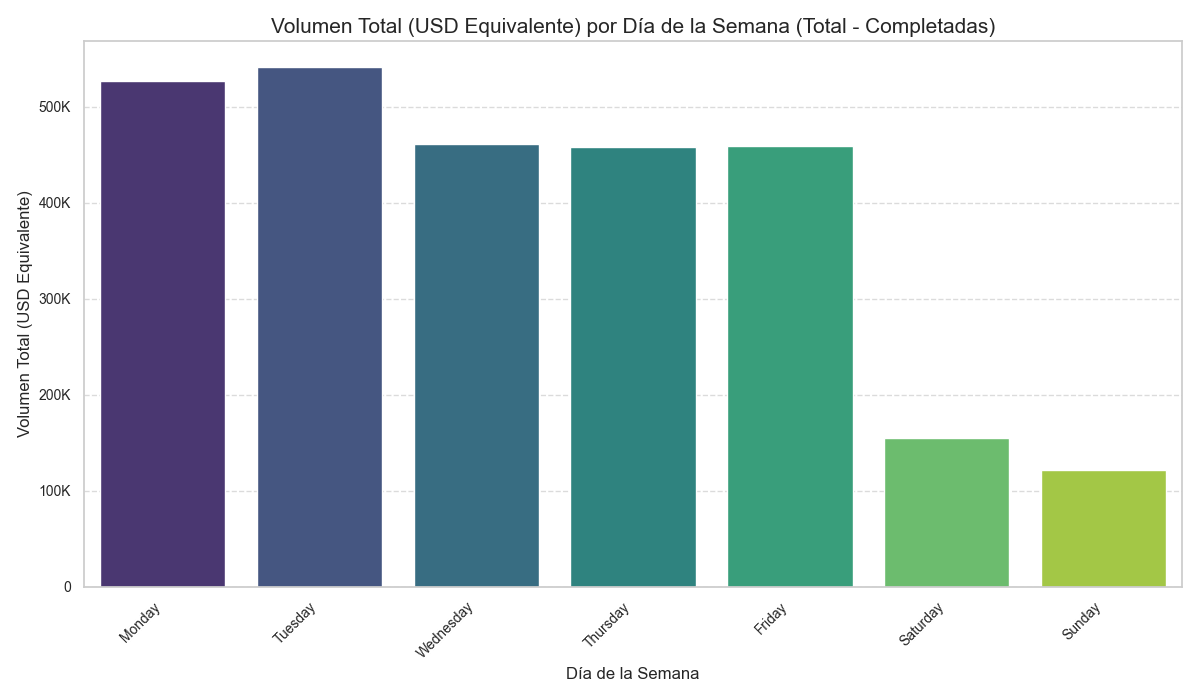 Volumen Total (USD Equivalente) por Día de la Semana (Total - Completadas)
Volumen Total (USD Equivalente)
500K
400K
300K
200K
100K
0
Monday
Tuesday
Wednesday
Thursday
Friday
Saturday
Sunday
Día de la Semana